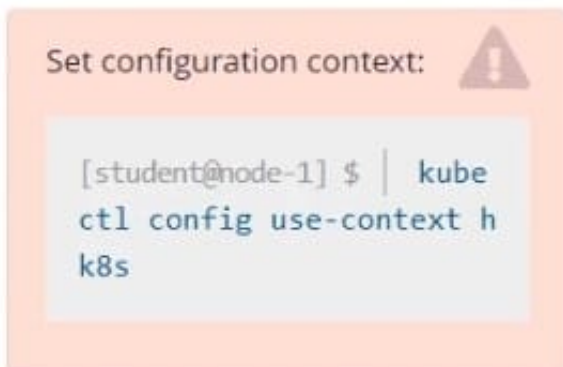 Set configuration context:
[student@node-1] $ | kube
ctl config use-context h
k8s